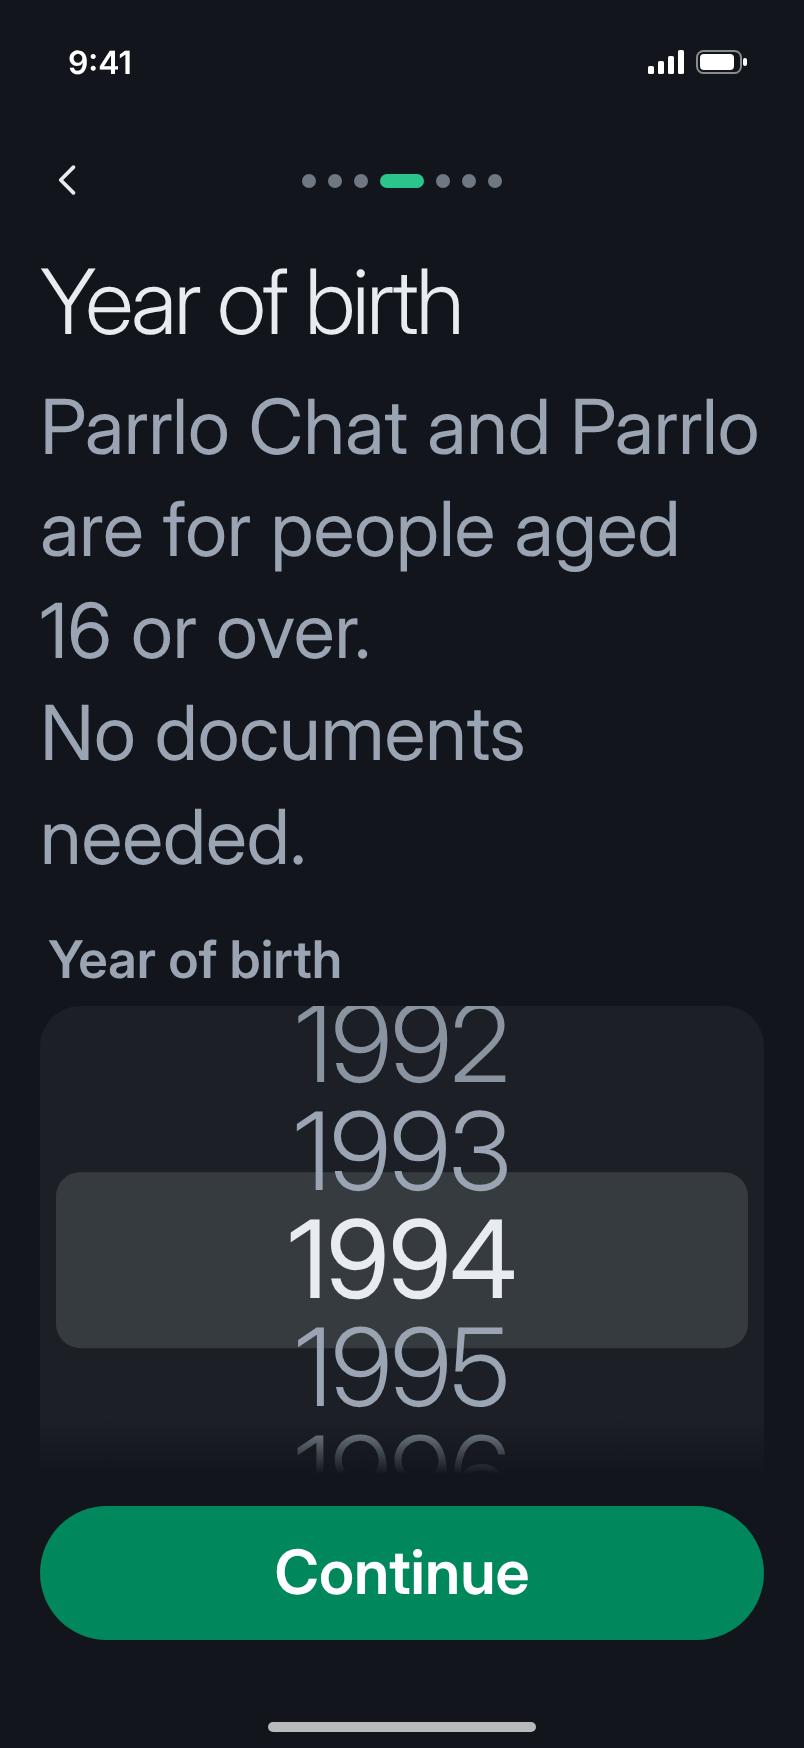 9:41
Year of birth
Parrlo Chat and Parrlo
are for people aged
16 or over.
No documents
needed.
Year of birth
1992
1993
1994
1995
1996
Continue